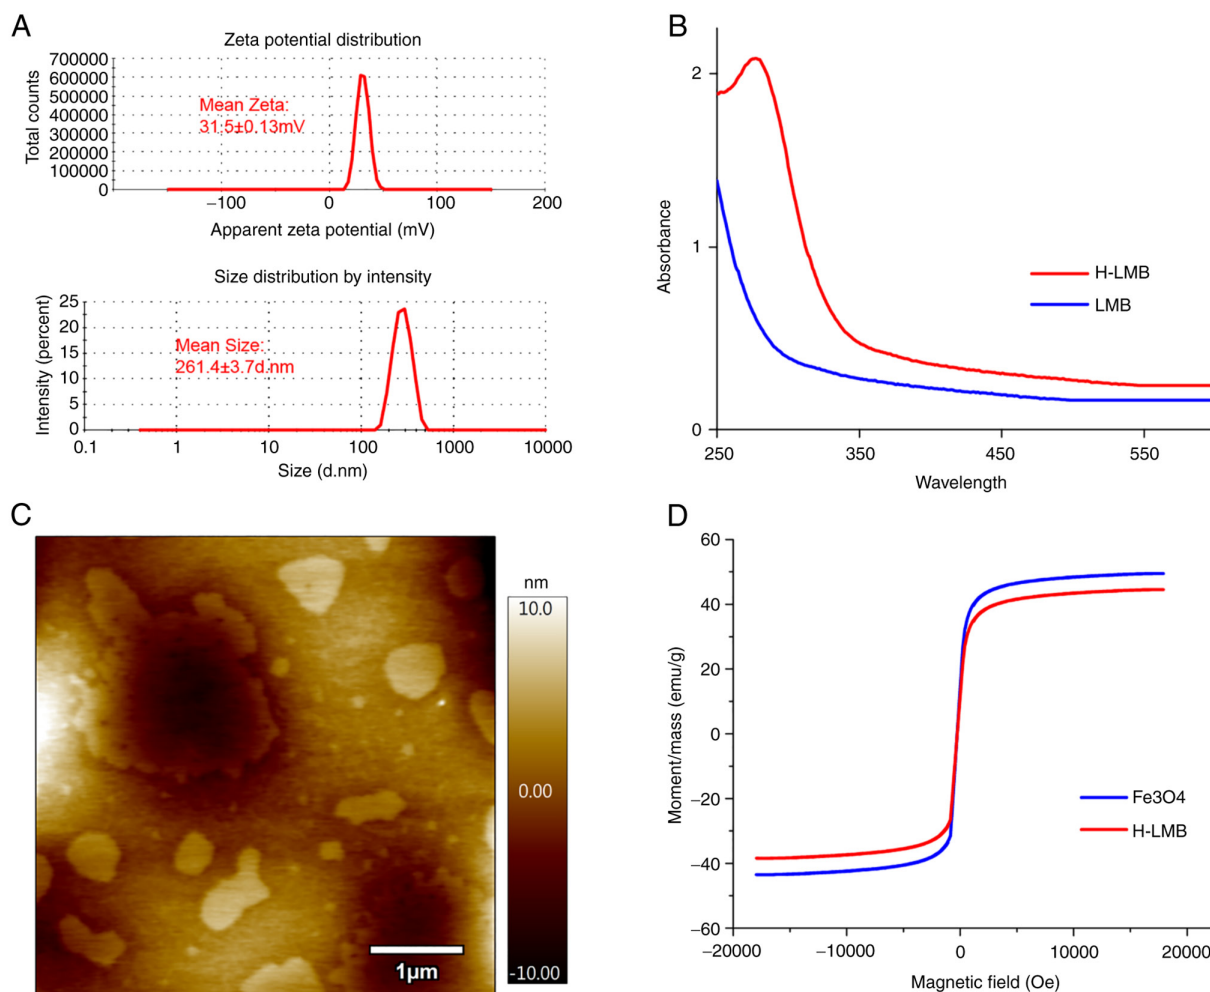 A
Zeta potential distribution
Total counts
700000
600000
500000
400000
300000
200000
100000
0
Mean Zeta:
31.5±0.13mV
−100
0
100
200
Apparent zeta potential (mV)
Size distribution by intensity
Intensity (percent)
25
20
15
10
5
0
Mean Size:
261.4±3.7d.nm
0.1
1
10
100
1000
10000
Size (d.nm)
B
Absorbance
2
1
0
H-LMB
LMB
250
350
450
550
Wavelength
C
nm
10.0
0.00
-10.00
1μm
D
Moment/mass (emu/g)
60
40
20
0
−20
−40
−60
Fe3O4
H-LMB
−20000
−10000
0
10000
20000
Magnetic field (Oe)